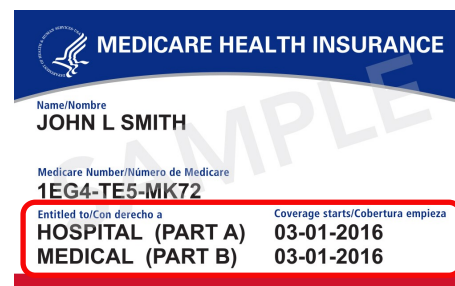 MEDICARE HEALTH INSURANCE
Name/Nombre
JOHN L SMITH
Medicare Number/Número de Medicare
1EG4-TE5-MK72
Entitled to/Con derecho a Coverage starts/Cobertura empieza
HOSPITAL (PART A) 03-01-2016
MEDICAL (PART B) 03-01-2016
SAMPLE